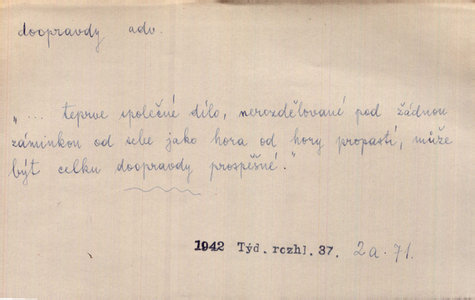 doopravdy adv.
„... teprve společné dílo, nerozdělované pod žádnou
záminkou od sebe jako hora od hory propastí, může
být celku doopravdy prospěšné."
1942 Týd. rozhl. 37. 2a. 71.